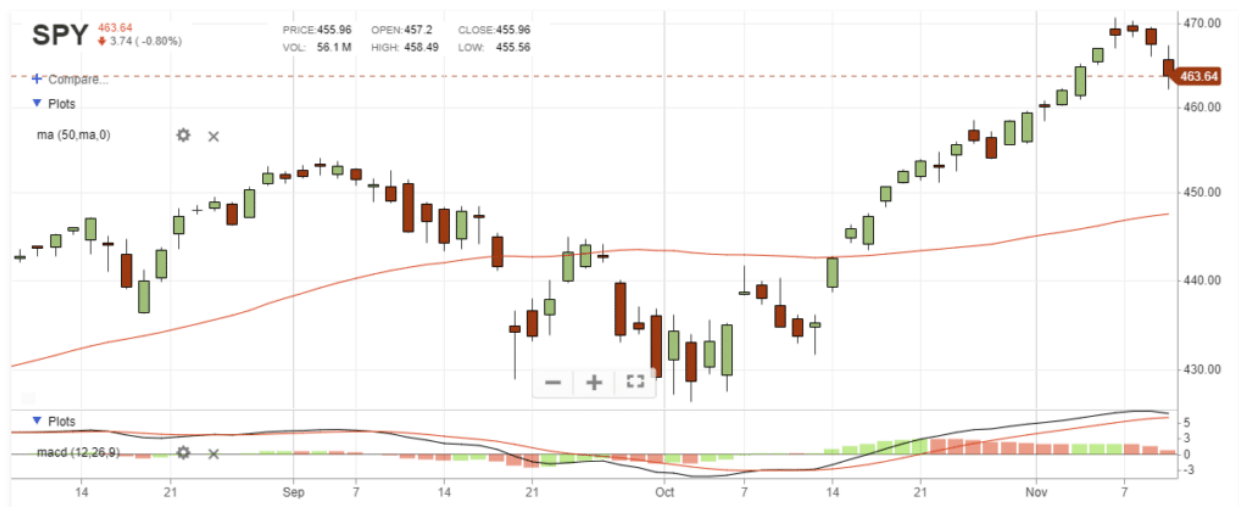 SPY 463.64
3.74 ( -0.80%)
PRICE:455.96 OPEN:457.2 CLOSE:455.96
VOL: 56.1 M HIGH: 458.49 LOW: 455.56
Compare...
Plots
ma (50,ma,0)
470.00
463.64
460.00
450.00
440.00
430.00
Plots
macd (12,26,9)
5
3
0
-3
14 21 Sep 7 14 21 Oct 7 14 21 Nov 7